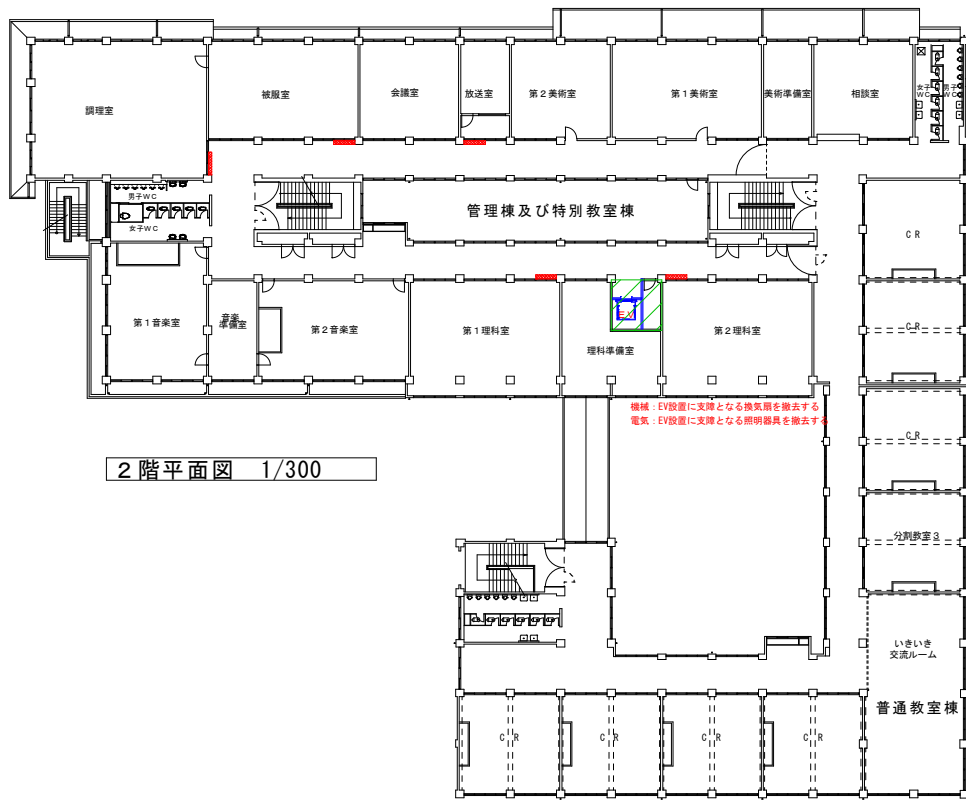 調理室
被服室
会議室
放送室
第2美術室
第1美術室
美術準備室
相談室
女子
WC
男子
WC
男子WC
女子WC
管理棟及び特別教室棟
CR
第1音楽室
音楽
準備室
第2音楽室
第1理科室
EV
理科準備室
第2理科室
CR
機械：EV設置に支障となる換気扇を撤去する
電気：EV設置に支障となる照明器具を撤去する
CR
2階平面図 1/300
分割教室3
いきいき
交流ルーム
普通教室棟
CR
CR
CR
CR